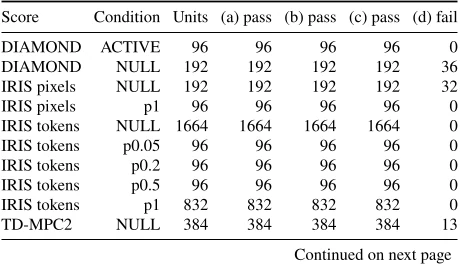 Score Condition Units (a) pass (b) pass (c) pass (d) fail
DIAMOND ACTIVE 96 96 96 96 0
DIAMOND NULL 192 192 192 192 36
IRIS pixels NULL 192 192 192 192 32
IRIS pixels p1 96 96 96 96 0
IRIS tokens NULL 1664 1664 1664 1664 0
IRIS tokens p0.05 96 96 96 96 0
IRIS tokens p0.2 96 96 96 96 0
IRIS tokens p0.5 96 96 96 96 0
IRIS tokens p1 832 832 832 832 0
TD-MPC2 NULL 384 384 384 384 13
Continued on next page